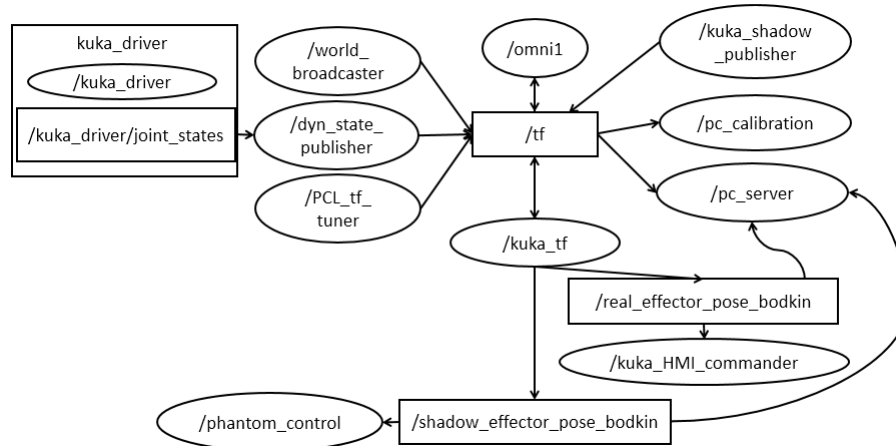 kuka_driver
/kuka_driver
/kuka_driver/joint_states
/world_
broadcaster
/dyn_state_
publisher
/PCL_tf_
tuner
/omni1
/tf
/kuka_tf
/kuka_shadow
_publisher
/pc_calibration
/pc_server
/real_effector_pose_bodkin
/kuka_HMI_commander
/phantom_control
/shadow_effector_pose_bodkin